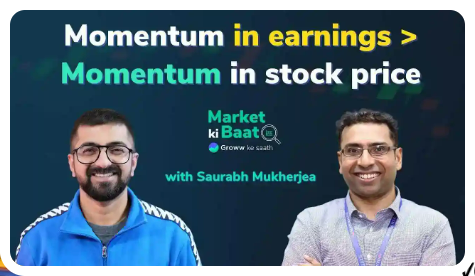 Momentum in earnings >
Momentum in stock price
Market
ki Baat
Groww ke saath
with Saurabh Mukherjea